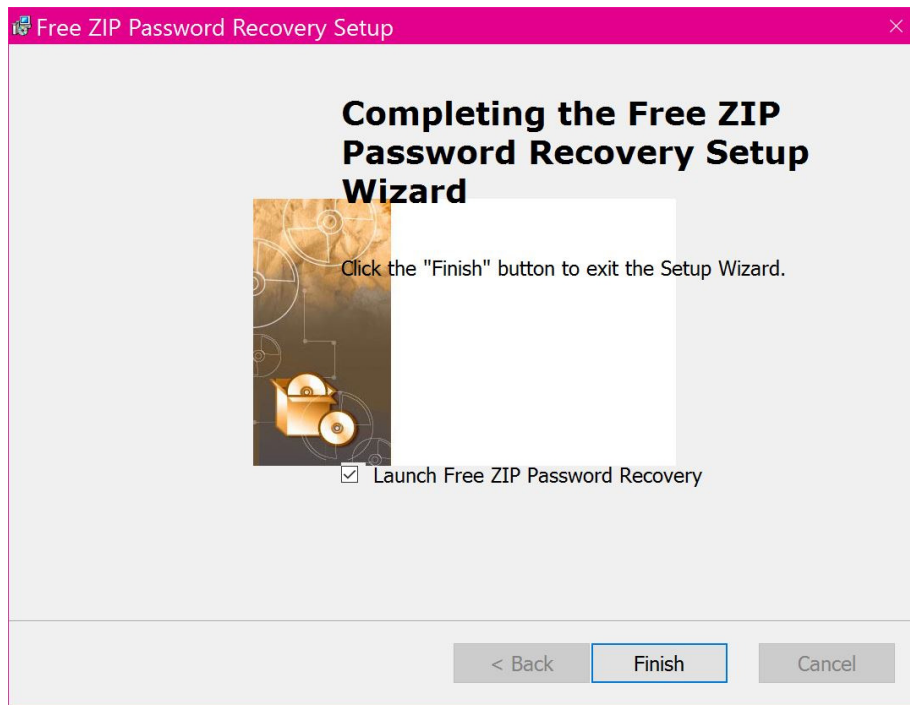 Free ZIP Password Recovery Setup
Completing the Free ZIP
Password Recovery Setup
Wizard
Click the "Finish" button to exit the Setup Wizard.
Launch Free ZIP Password Recovery
< Back
Finish
Cancel